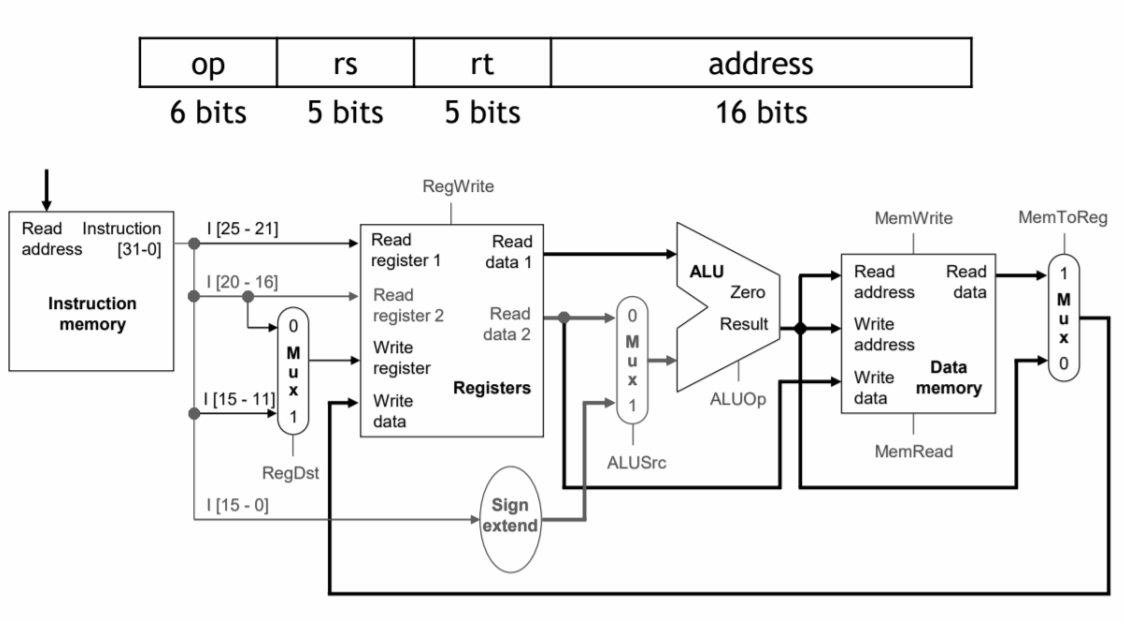 op rs rt address
6 bits 5 bits 5 bits 16 bits
RegWrite
MemWrite
MemToReg
Read address
Instruction [31-0]
Instruction memory
I [25 - 21]
I [20 - 16]
I [15 - 11]
I [15 - 0]
0
Mux
1
RegDst
Read register 1
Read register 2
Write register
Write data
Read data 1
Read data 2
Registers
Sign extend
0
Mux
1
ALUSrc
ALU
Zero
Result
ALUOp
Read address
Write address
Write data
Read data
Data memory
MemRead
1
Mux
0